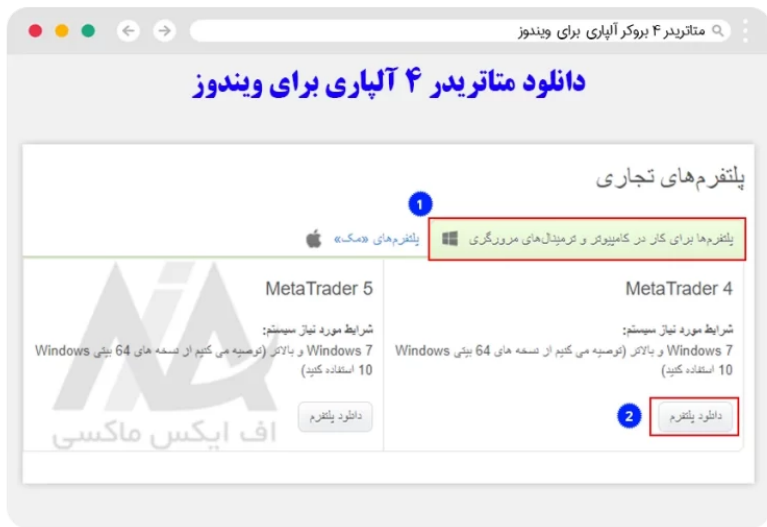 متاتریدر ۴ بروکر آلپاری برای ویندوز
دانلود متاتریدر ۴ آلپاری برای ویندوز
پلتفرم‌های تجاری
1
پلتفرم‌ها برای کار در کامپیوتر و ترمینال‌های مرورگری
پلتفرم‌های «مک»
MetaTrader 4
شرایط مورد نیاز سیستم:
Windows 7 و بالاتر (توصیه می کنیم از نسخه های 64 بیتی Windows
10 استفاده کنید)
2
دانلود پلتفرم
MetaTrader 5
شرایط مورد نیاز سیستم:
Windows 7 و بالاتر (توصیه می کنیم از نسخه های 64 بیتی Windows
10 استفاده کنید)
دانلود پلتفرم
اف ایکس ماکسی